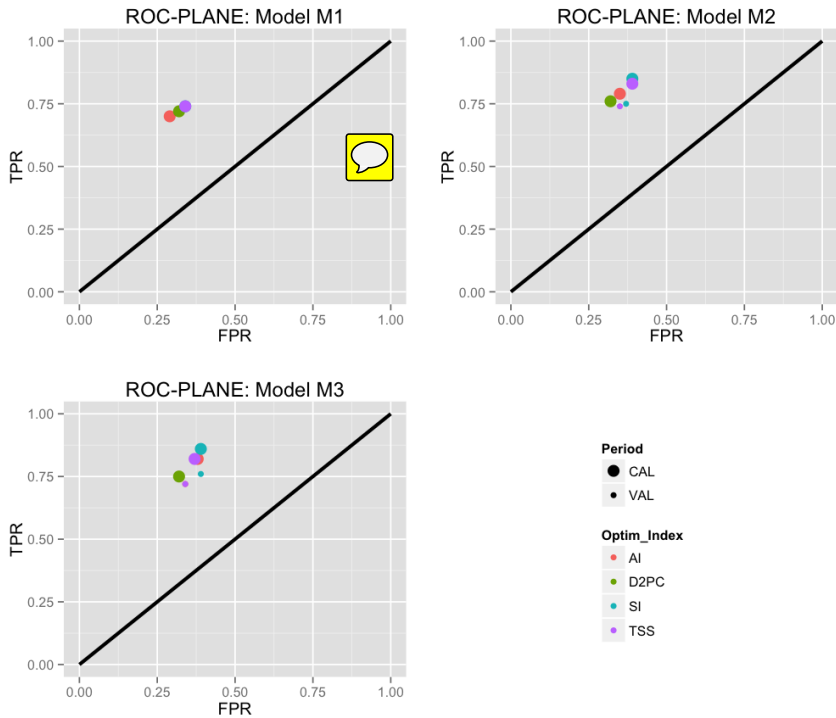 ROC-PLANE: Model M1
1.00
0.75
0.50
0.25
0.00
TPR
0.00 0.25 0.50 0.75 1.00
FPR
ROC-PLANE: Model M2
1.00
0.75
0.50
0.25
0.00
TPR
0.00 0.25 0.50 0.75 1.00
FPR
ROC-PLANE: Model M3
1.00
0.75
0.50
0.25
0.00
TPR
0.00 0.25 0.50 0.75 1.00
FPR
Period
CAL
VAL
Optim_Index
AI
D2PC
SI
TSS